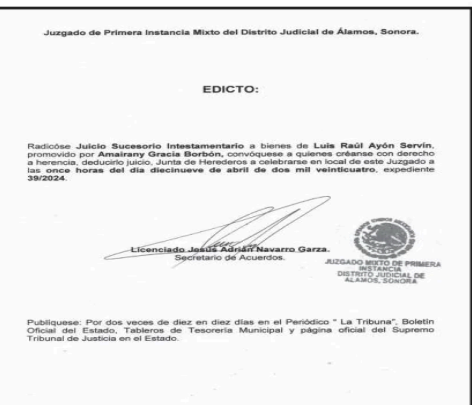 Juzgado de Primera Instancia Mixto del Distrito Judicial de Álamos, Sonora.
EDICTO:
Radicóse Juicio Sucesorio Intestamentario a bienes de Luis Raúl Ayón Servín,
promovido por Amairany Gracia Borbón, convóquese a quienes créanse con derecho
a herencia, deducirlo juicio, Junta de Herederos a celebrarse en local de este Juzgado a
las once horas del día diecinueve de abril de dos mil veinticuatro, expediente
39/2024.
Licenciado Jesús Adrián Navarro Garza.
Secretario de Acuerdos.
JUZGADO MIXTO DE PRIMERA
INSTANCIA
DISTRITO JUDICIAL DE
ALAMOS, SONORA
Publíquese: Por dos veces de diez en diez días en el Periódico " La Tribuna", Boletín
Oficial del Estado, Tableros de Tesorería Municipal y página oficial del Supremo
Tribunal de Justicia en el Estado.